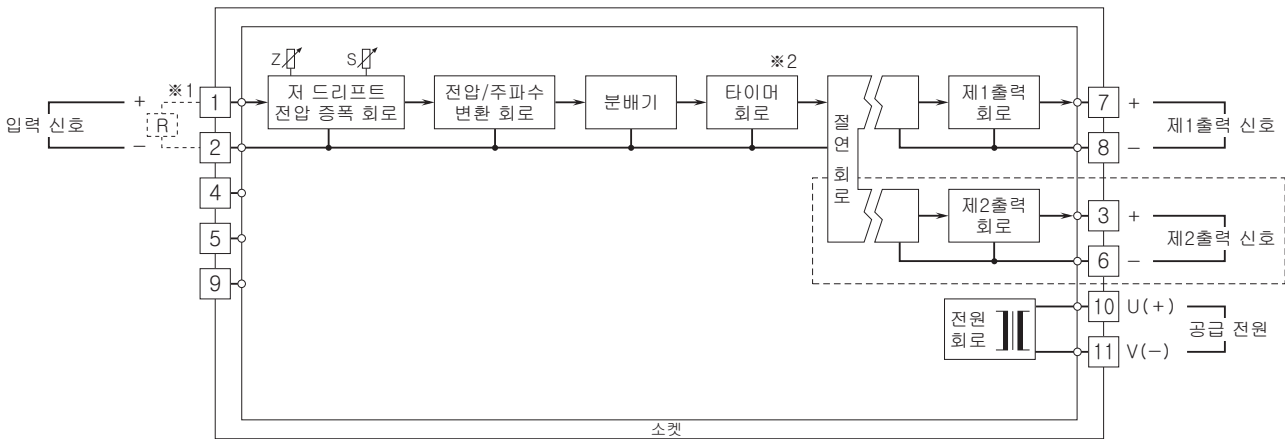 Z
S
※2
※1
+
1
저 드리프트
전압 증폭 회로
전압/주파수
변환 회로
분배기
타이머
회로
제1출력
회로
7
+
입력 신호
R
절연 회로
제1출력 신호
−
2
8
−
4
제2출력
회로
3
+
5
제2출력 신호
6
−
9
전원
회로
10
U(+)
공급 전원
11
V(−)
소켓